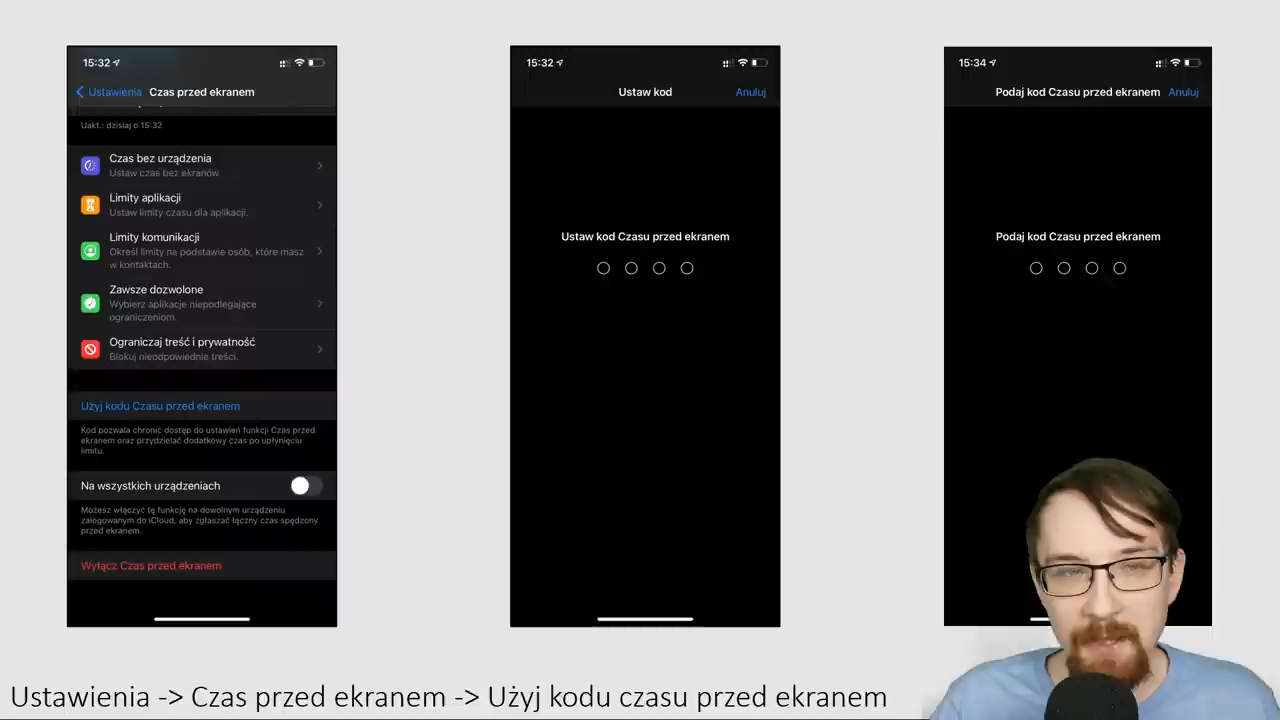 15:32
Ustawienia
Czas przed ekranem
Uakt.: dzisiaj o 15:32
Czas bez urządzenia
Ustaw czas bez ekranów.
Limity aplikacji
Ustaw limity czasu dla aplikacji.
Limity komunikacji
Określ limity na podstawie osób, które masz
w kontaktach.
Zawsze dozwolone
Wybierz aplikacje niepodlegające
ograniczeniom.
Ograniczaj treść i prywatność
Blokuj nieodpowiednie treści.
Użyj kodu Czasu przed ekranem
Kod pozwala chronić dostęp do ustawień funkcji Czas przed
ekranem oraz przydzielać dodatkowy czas po upłynięciu
limitu.
Na wszystkich urządzeniach
Możesz włączyć tę funkcję na dowolnym urządzeniu
zalogowanym do iCloud, aby zgłaszać łączny czas spędzony
przed ekranem.
Wyłącz Czas przed ekranem
15:32
Ustaw kod
Anuluj
Ustaw kod Czasu przed ekranem
15:34
Podaj kod Czasu przed ekranem
Anuluj
Podaj kod Czasu przed ekranem
Ustawienia -> Czas przed ekranem -> Użyj kodu czasu przed ekranem